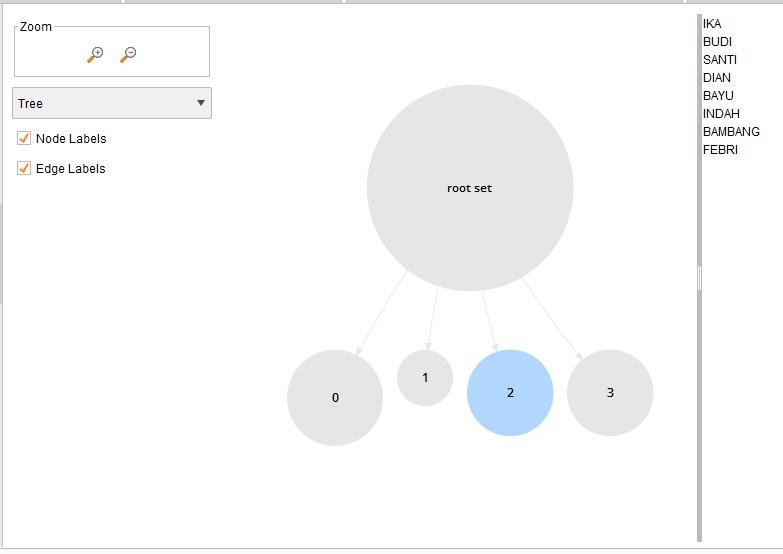 Zoom
Tree
Node Labels
Edge Labels
root set
0
1
2
3
IKA
BUDI
SANTI
DIAN
BAYU
INDAH
BAMBANG
FEBRI